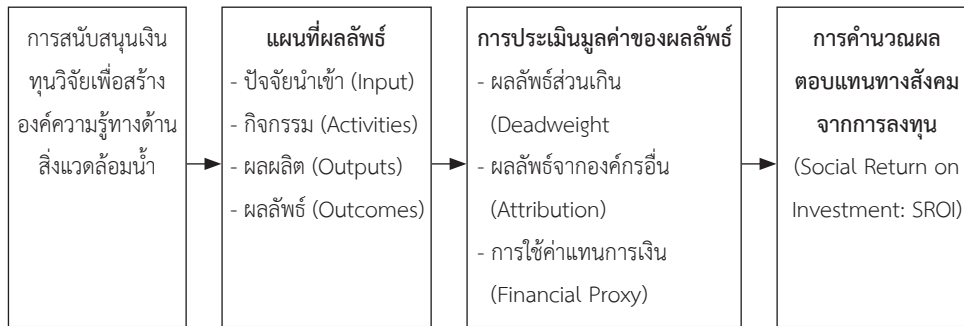 การสนับสนุนเงิน
ทุนวิจัยเพื่อสร้าง
องค์ความรู้ทางด้าน
สิ่งแวดล้อมน้ำ
แผนที่ผลลัพธ์
- ปัจจัยนำเข้า (Input)
- กิจกรรม (Activities)
- ผลผลิต (Outputs)
- ผลลัพธ์ (Outcomes)
การประเมินมูลค่าของผลลัพธ์
- ผลลัพธ์ส่วนเกิน
(Deadweight
- ผลลัพธ์จากองค์กรอื่น
(Attribution)
- การใช้ค่าแทนการเงิน
(Financial Proxy)
การคำนวณผล
ตอบแทนทางสังคม
จากการลงทุน
(Social Return on
Investment: SROI)